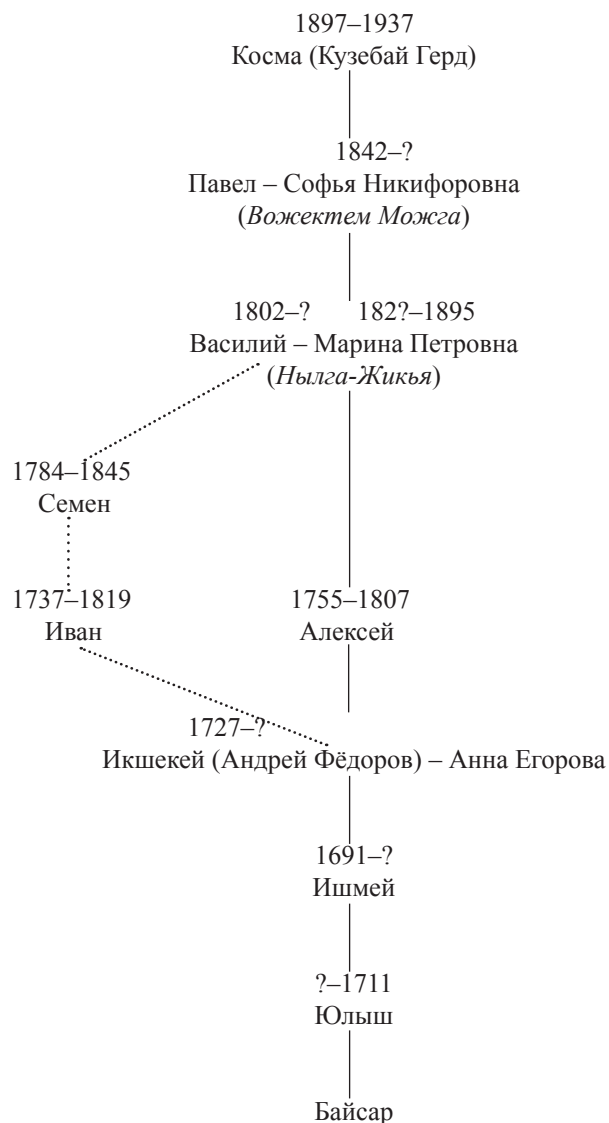 1897–1937
Косма (Кузебай Герд)
1842–?
Павел – Софья Никифоровна
(Вожектем Можга)
1802–? 182?–1895
Василий – Марина Петровна
(Нылга-Жикья)
1784–1845
Семен
1737–1819 1755–1807
Иван Алексей
1727–?
Икшекей (Андрей Фёдоров) – Анна Егорова
1691–?
Ишмей
?–1711
Юлыш
Байсар